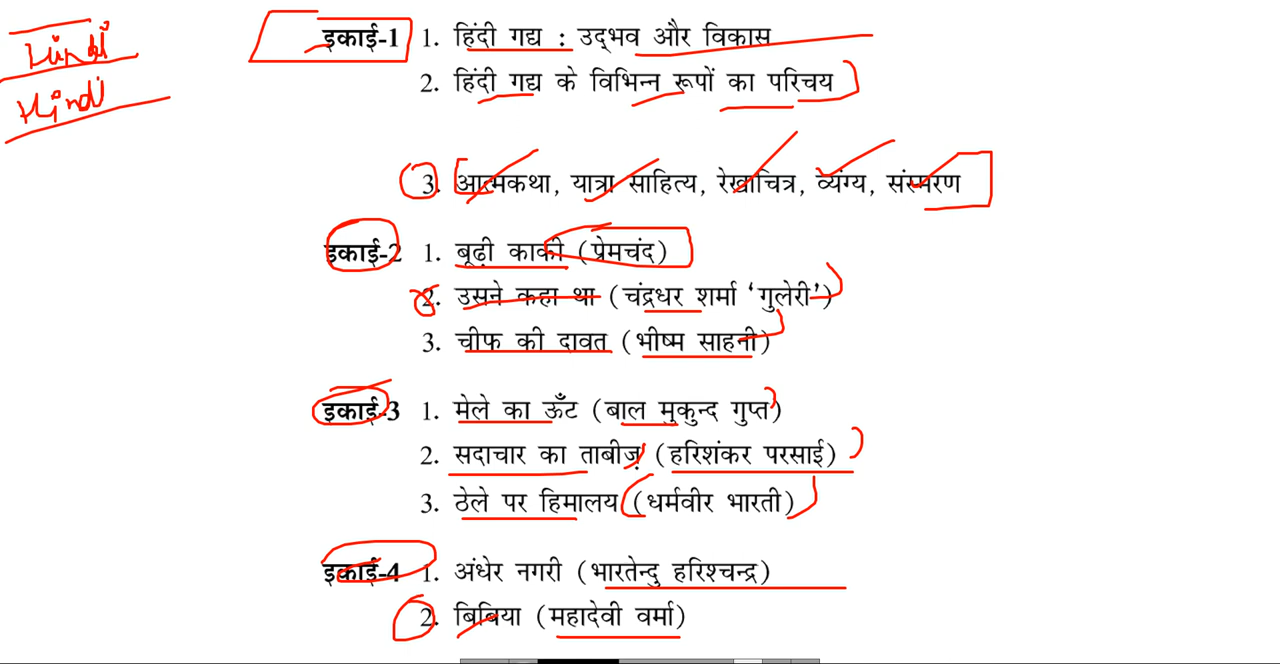 Hindi
Hindi
इकाई-1 1. हिंदी गद्य : उद्भव और विकास
2. हिंदी गद्य के विभिन्न रूपों का परिचय
3. आत्मकथा, यात्रा साहित्य, रेखाचित्र, व्यंग्य, संस्मरण
इकाई-2 1. बूढ़ी काकी (प्रेमचंद)
2. उसने कहा था (चंद्रधर शर्मा ‘गुलेरी’)
3. चीफ की दावत (भीष्म साहनी)
इकाई-3 1. मेले का ऊँट (बाल मुकुन्द गुप्त)
2. सदाचार का ताबीज़ (हरिशंकर परसाई)
3. ठेले पर हिमालय (धर्मवीर भारती)
इकाई-4 1. अंधेर नगरी (भारतेन्दु हरिश्चन्द्र)
2. बिबिया (महादेवी वर्मा)